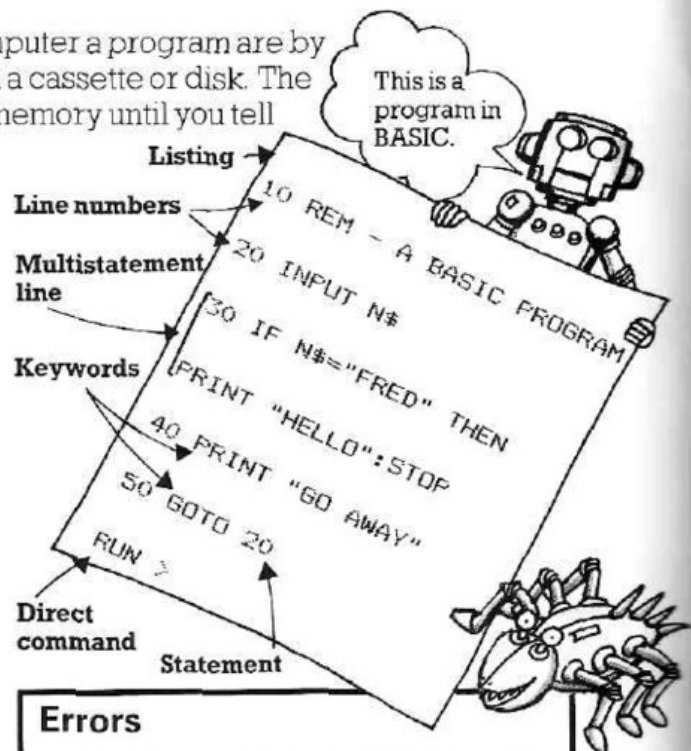 mputer a program are by
a cassette or disk. The
memory until you tell
This is a
program in
BASIC.
Listing
Line numbers
Multistatement
line
Keywords
10 REM - A BASIC PROGRAM
20 INPUT N$
30 IF N$="FRED" THEN
PRINT "HELLO":STOP
40 PRINT "GO AWAY"
50 GOTO 20
RUN
Direct
command
Statement
Errors